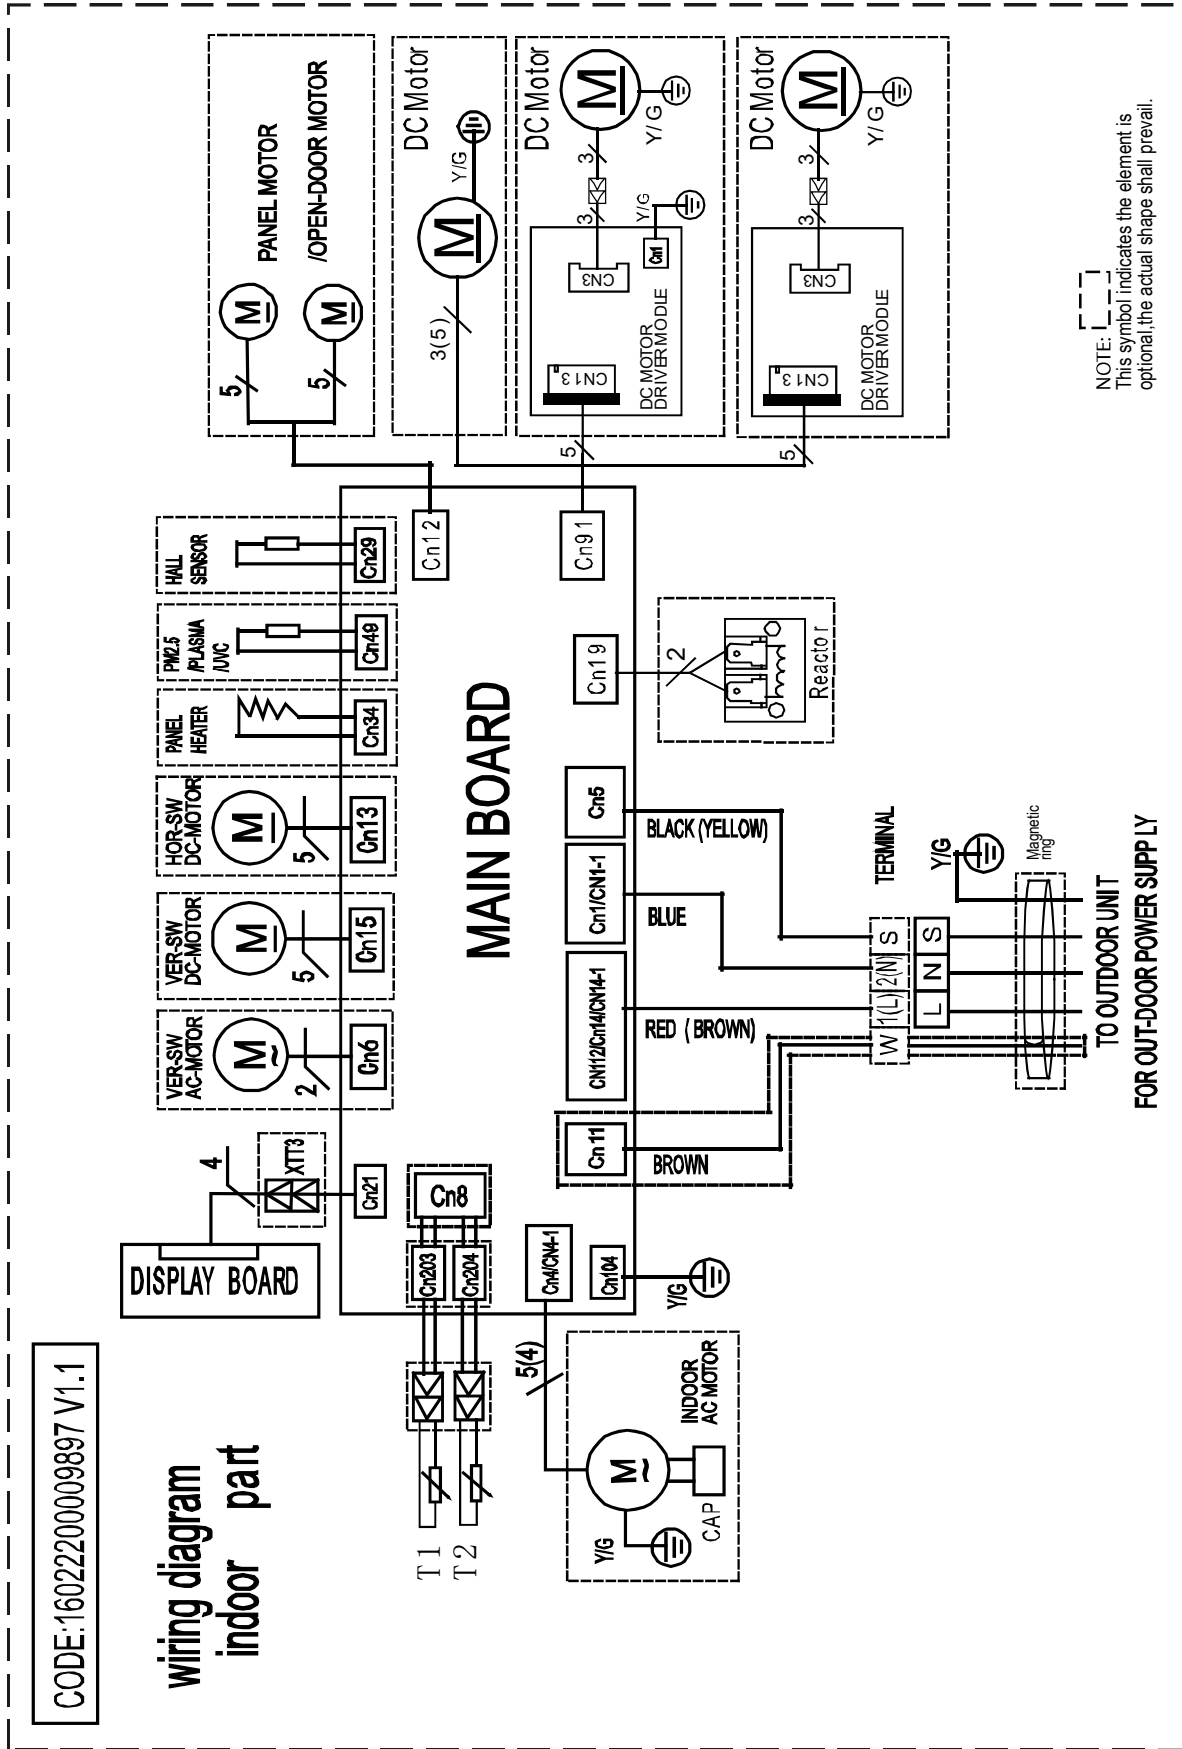 CODE:16022200009897 V1.1
wiring diagram
indoor part
DISPLAY BOARD
4
XTT3
Cn21
VER-SW
AC-MOTOR
M
~
2
Cn6
VER-SW
DC-MOTOR
M
5
Cn15
HOR-SW
DC-MOTOR
M
5
Cn13
PANEL
HEATER
Cn34
PM2.5
/PLASMA
/UVC
Cn49
HALL
SENSOR
Cn29
PANEL MOTOR
/OPEN-DOOR MOTOR
M
M
5
5
Cn12
DC Motor
M
Y/G
3(5)
DC Motor
M
Y/G
3
3
Y/G
Cn1
CN3
CN13
DC MOTOR
DRIVER MODLE
5
DC Motor
M
Y/G
3
3
CN3
CN13
DC MOTOR
DRIVER MODLE
5
Cn91
MAIN BOARD
T1
T2
Cn203
Cn204
Cn8
Cn4/CN4-1
5(4)
M
~
Y/G
CAP
INDOOR
AC MOTOR
Cn104
Y/G
Cn11
BROWN
CN112/Cn14/CN14-1
RED (BROWN)
Cn1/CN1-1
BLUE
Cn5
BLACK (YELLOW)
Cn19
2
Reactor
TERMINAL
W
1(L)
2(N)
S
L
N
S
Y/G
Magnetic
ring
TO OUTDOOR UNIT
FOR OUT-DOOR POWER SUPPLY
NOTE:
This symbol indicates the element is
optional,the actual shape shall prevail.